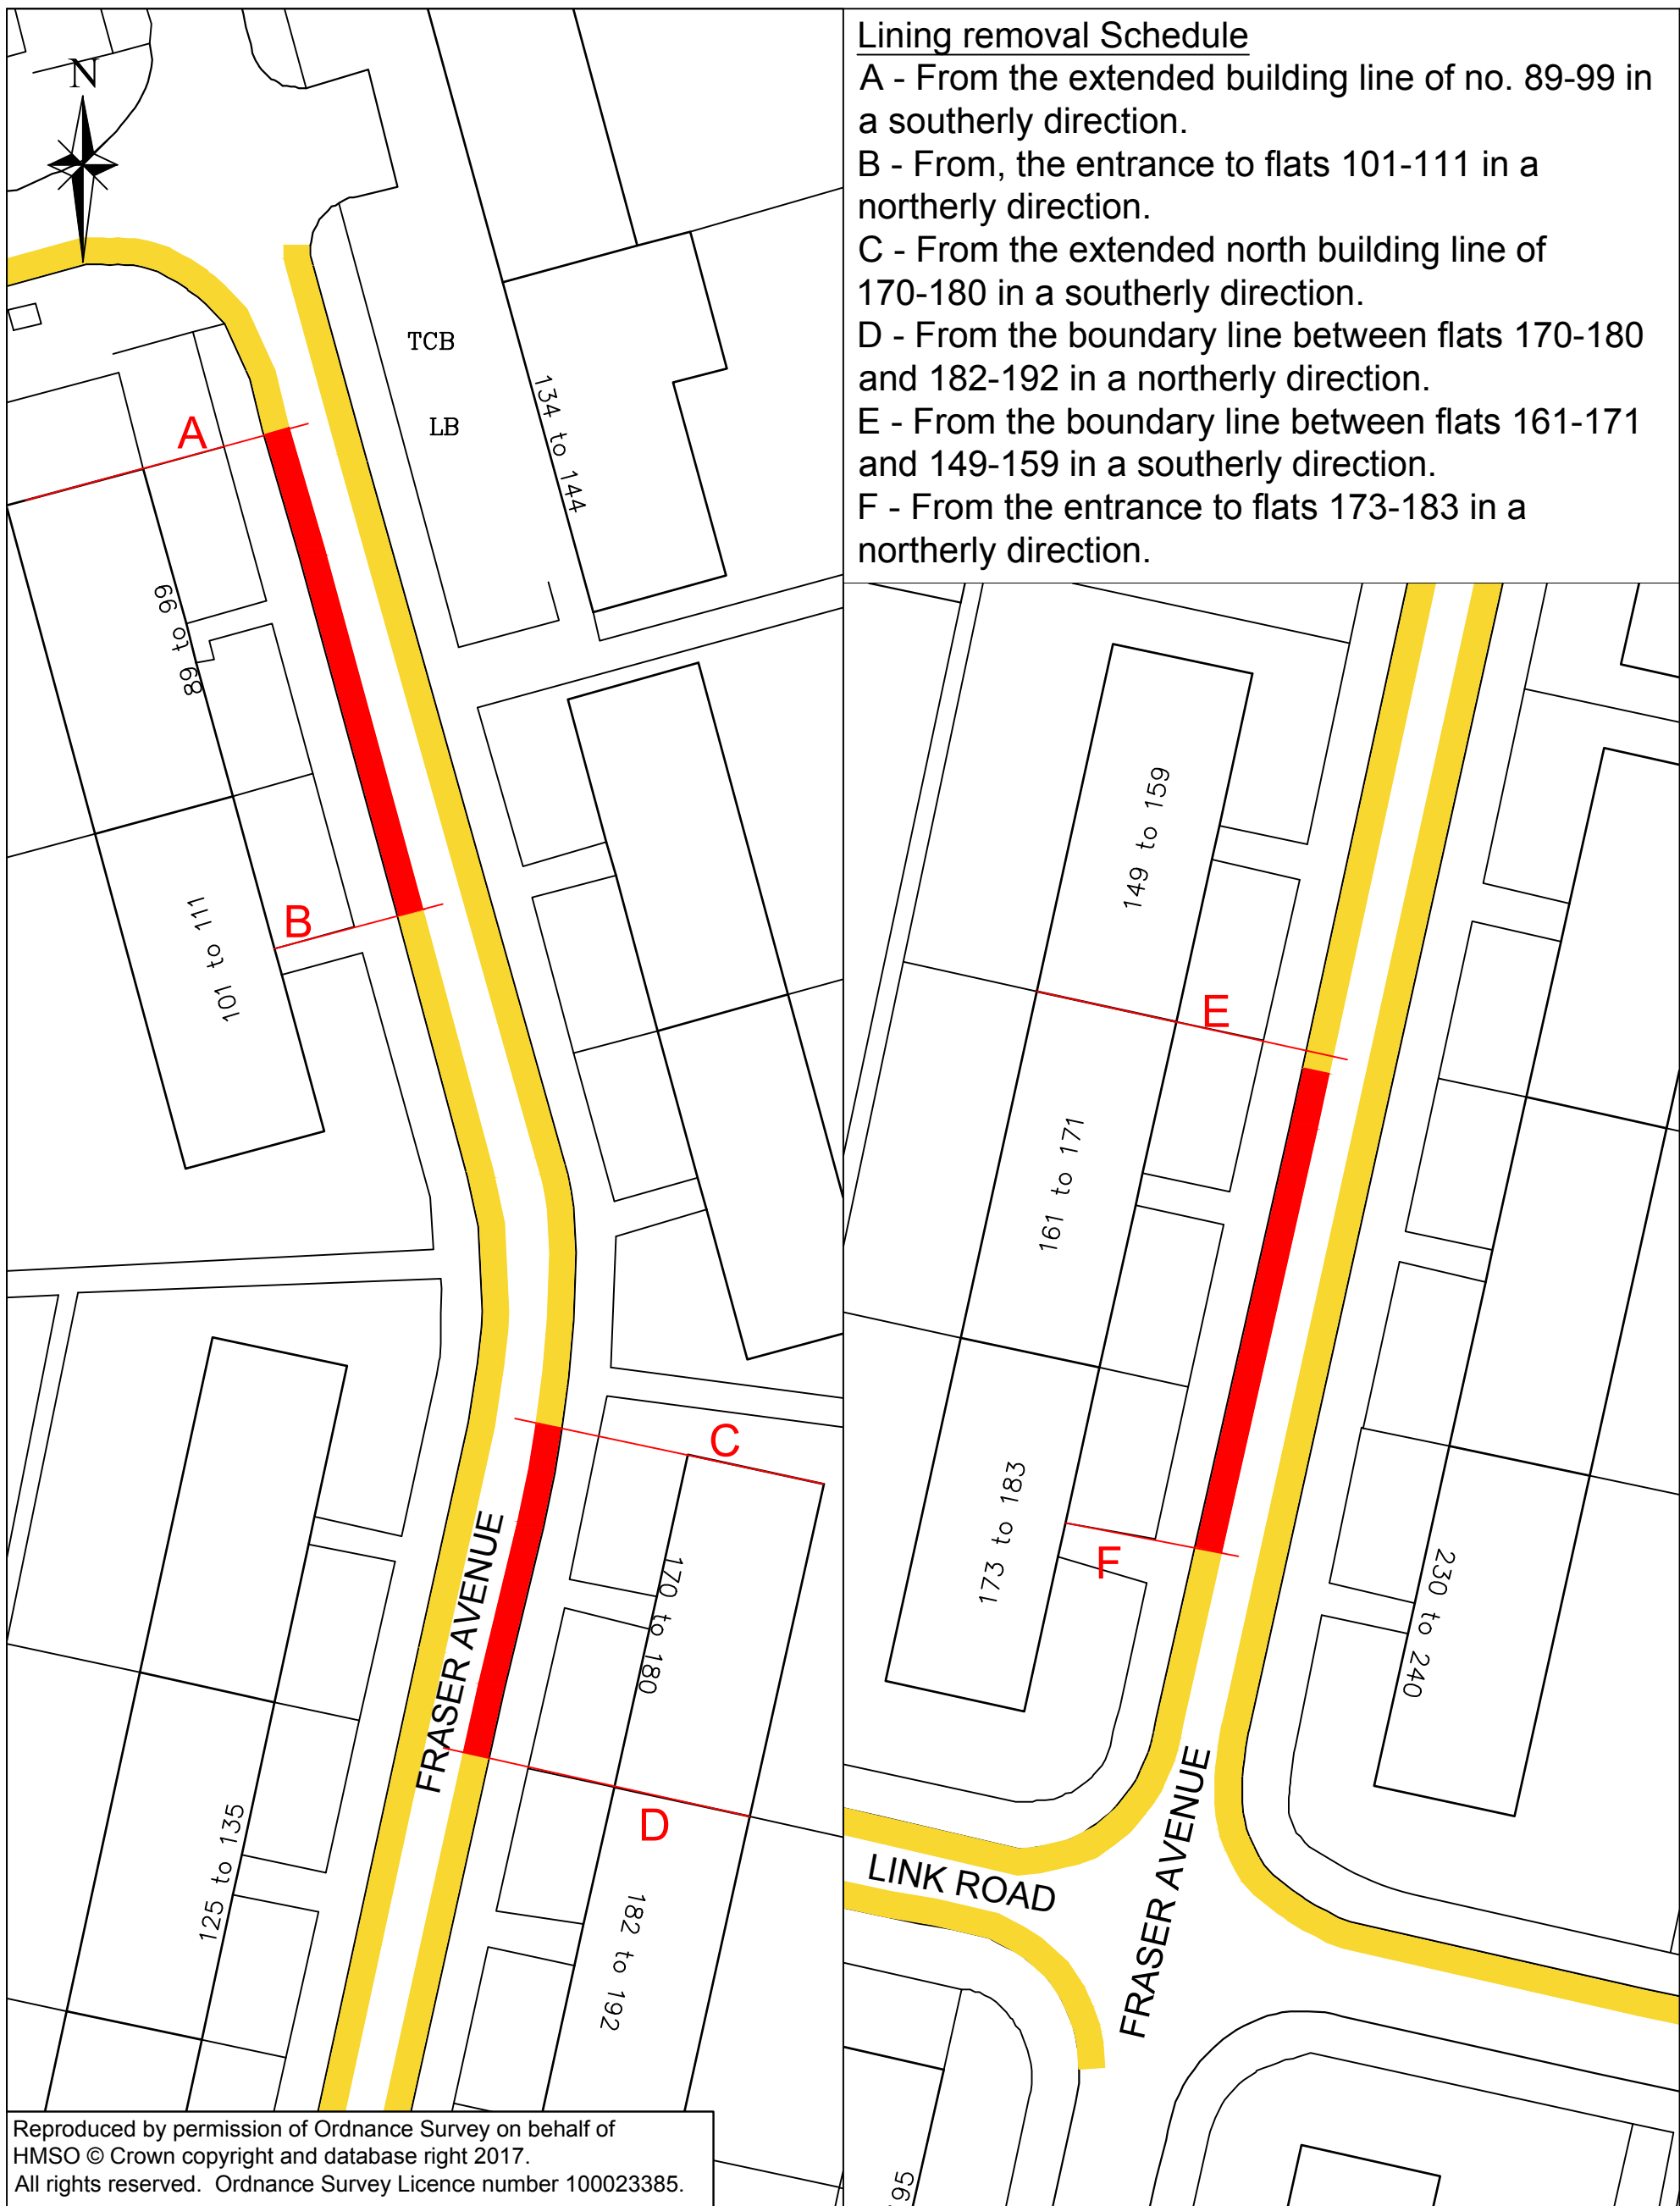 Lining removal Schedule
A - From the extended building line of no. 89-99 in
a southerly direction.
B - From, the entrance to flats 101-111 in a
northerly direction.
C - From the extended north building line of
170-180 in a southerly direction.
D - From the boundary line between flats 170-180
and 182-192 in a northerly direction.
E - From the boundary line between flats 161-171
and 149-159 in a southerly direction.
F - From the entrance to flats 173-183 in a
northerly direction.
N
TCB
LB
134 to 144
A
89 to 99
B
101 to 111
C
170 to 180
FRASER AVENUE
D
125 to 135
182 to 192
149 to 159
E
161 to 171
F
173 to 183
230 to 240
FRASER AVENUE
LINK ROAD
95
Reproduced by permission of Ordnance Survey on behalf of
HMSO © Crown copyright and database right 2017.
All rights reserved. Ordnance Survey Licence number 100023385.